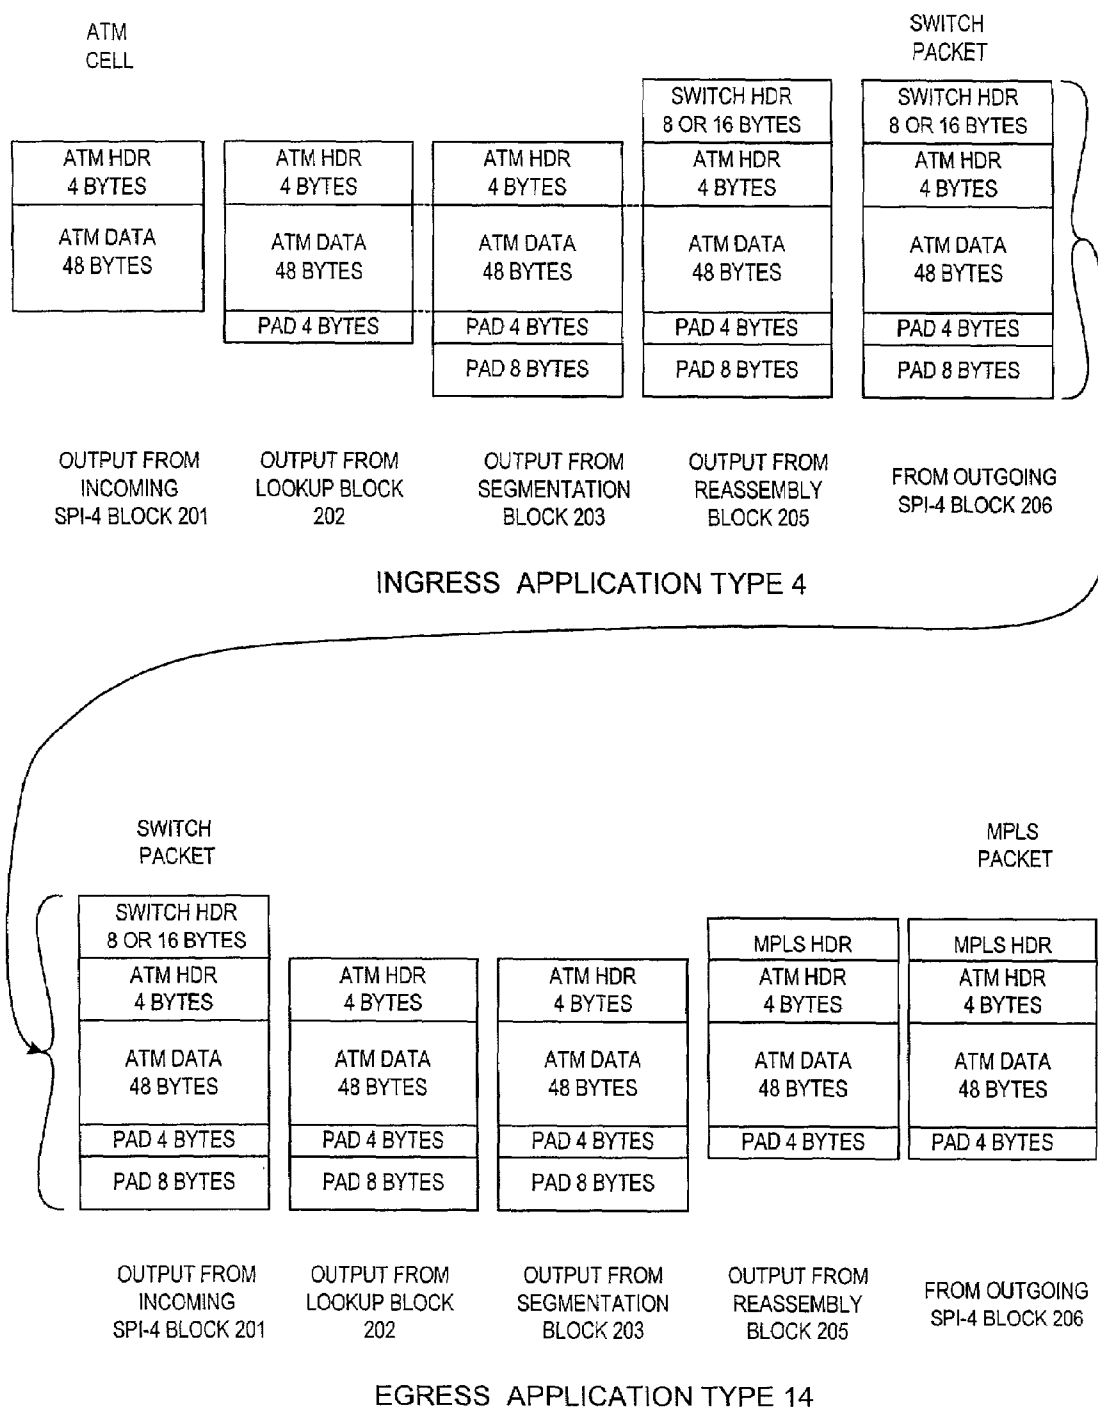 ATM
CELL
SWITCH
PACKET
ATM HDR
4 BYTES
ATM DATA
48 BYTES
ATM HDR
4 BYTES
ATM DATA
48 BYTES
PAD 4 BYTES
ATM HDR
4 BYTES
ATM DATA
48 BYTES
PAD 4 BYTES
PAD 8 BYTES
SWITCH HDR
8 OR 16 BYTES
ATM HDR
4 BYTES
ATM DATA
48 BYTES
PAD 4 BYTES
PAD 8 BYTES
SWITCH HDR
8 OR 16 BYTES
ATM HDR
4 BYTES
ATM DATA
48 BYTES
PAD 4 BYTES
PAD 8 BYTES
OUTPUT FROM
INCOMING
SPI-4 BLOCK 201
OUTPUT FROM
LOOKUP BLOCK
202
OUTPUT FROM
SEGMENTATION
BLOCK 203
OUTPUT FROM
REASSEMBLY
BLOCK 205
FROM OUTGOING
SPI-4 BLOCK 206
INGRESS APPLICATION TYPE 4
SWITCH
PACKET
MPLS
PACKET
SWITCH HDR
8 OR 16 BYTES
ATM HDR
4 BYTES
ATM DATA
48 BYTES
PAD 4 BYTES
PAD 8 BYTES
ATM HDR
4 BYTES
ATM DATA
48 BYTES
PAD 4 BYTES
PAD 8 BYTES
ATM HDR
4 BYTES
ATM DATA
48 BYTES
PAD 4 BYTES
PAD 8 BYTES
MPLS HDR
ATM HDR
4 BYTES
ATM DATA
48 BYTES
PAD 4 BYTES
MPLS HDR
ATM HDR
4 BYTES
ATM DATA
48 BYTES
PAD 4 BYTES
OUTPUT FROM
INCOMING
SPI-4 BLOCK 201
OUTPUT FROM
LOOKUP BLOCK
202
OUTPUT FROM
SEGMENTATION
BLOCK 203
OUTPUT FROM
REASSEMBLY
BLOCK 205
FROM OUTGOING
SPI-4 BLOCK 206
EGRESS APPLICATION TYPE 14